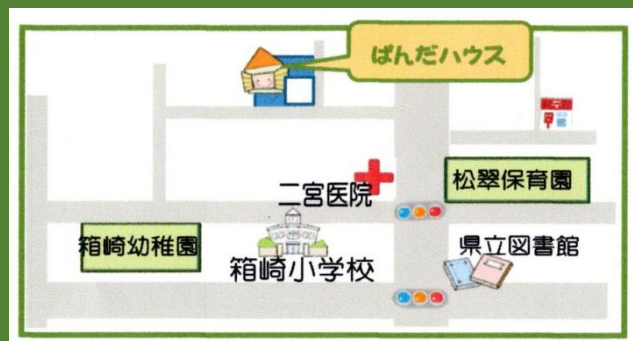 ぱんだハウス
二宮医院
松翠保育園
箱崎幼稚園
箱崎小学校
県立図書館